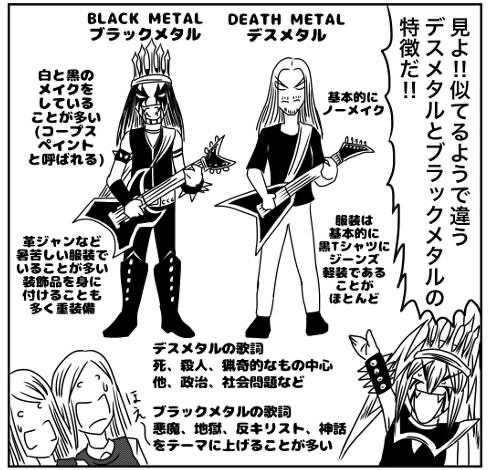 見よ!!似てるようで違う
デスメタルとブラックメタルの
特徴だ!!
BLACK METAL
ブラックメタル
DEATH METAL
デスメタル
白と黒の
メイクを
している
ことが多い
(コープス
ペイント
と呼ばれる)
基本的に
ノーメイク
革ジャンなど
暑苦しい服装で
いることが多い
装飾品を身に
付けることも
多く重装備
服装は
基本的に
黒Tシャツに
ジーンズ
軽装である
ことが
ほとんど
デスメタルの歌詞
死、殺人、猟奇的なもの中心
他、政治、社会問題など
ブラックメタルの歌詞
悪魔、地獄、反キリスト、神話
をテーマに上げることが多い
ほえ〜